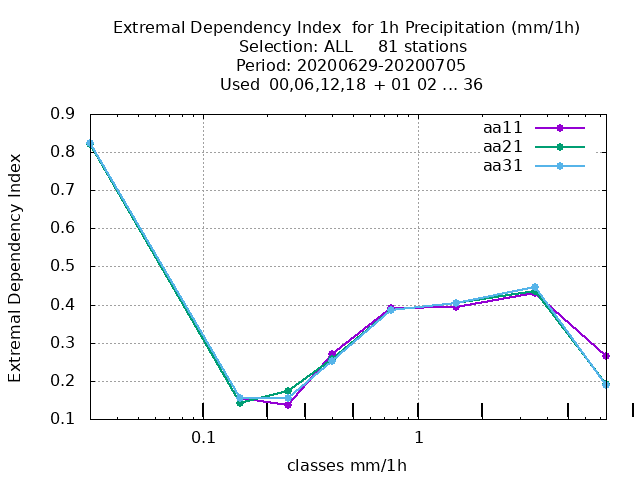 Extremal Dependency Index  for 1h Precipitation (mm/1h)
Selection: ALL     81 stations
Period: 20200629-20200705
Used  00,06,12,18  + 01 02 ... 36
0.9
0.8
0.7
0.6
0.5
0.4
0.3
0.2
0.1
Extremal Dependency Index
aa11
aa21
aa31
0.1
1
classes mm/1h